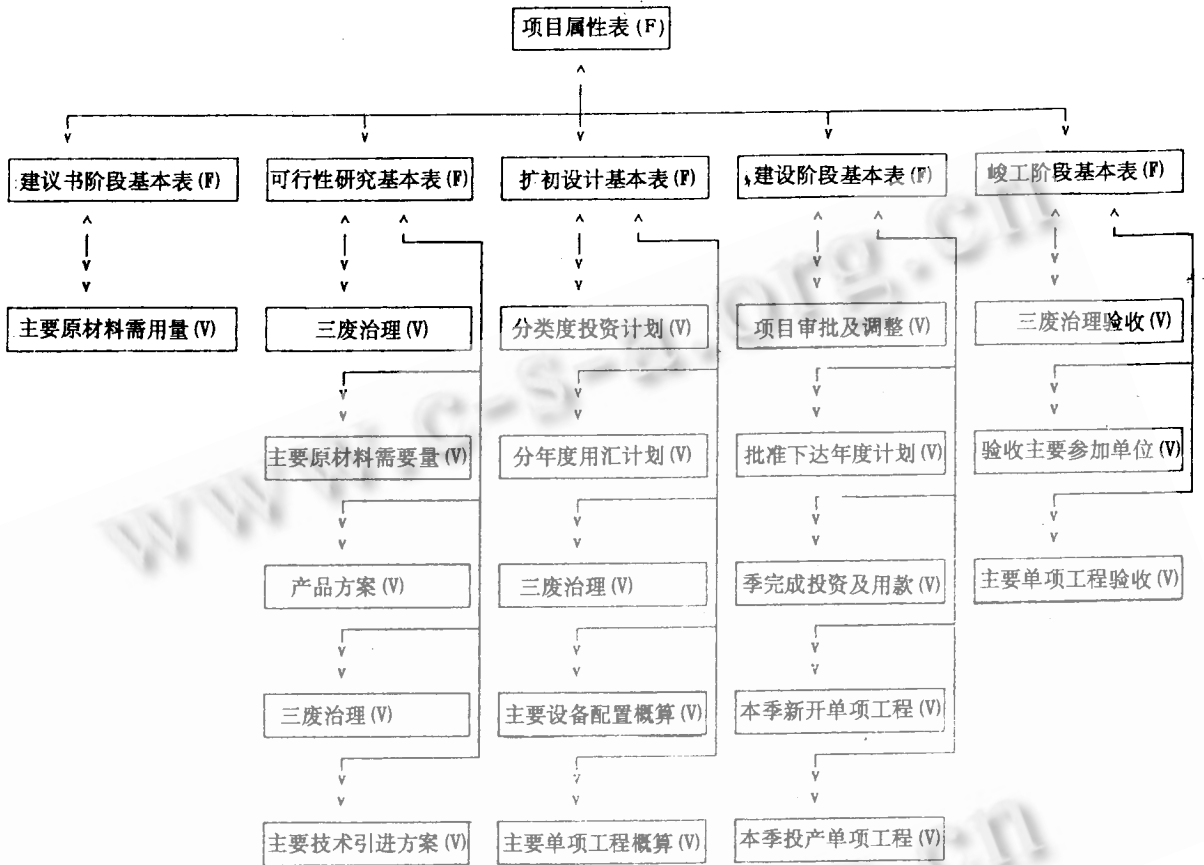 项目属性表(F)
建议书阶段基本表(F)
可行性研究基本表(F)
扩初设计基本表(F)
建设阶段基本表(F)
峻工阶段基本表(F)
主要原材料需用量(V)
三废治理(V)
分类度投资计划(V)
项目审批及调整(V)
三废治理验收(V)
主要原材料需要量(V)
分年度用汇计划(V)
批准下达年度计划(V)
验收主要参加单位(V)
产品方案(V)
三废治理(V)
季完成投资及用款(V)
主要单项工程验收(V)
三废治理(V)
主要设备配置概算(V)
本季新开单项工程(V)
主要技术引进方案(V)
主要单项工程概算(V)
本季投产单项工程(V)
www.c-s-a.org.cn
cn